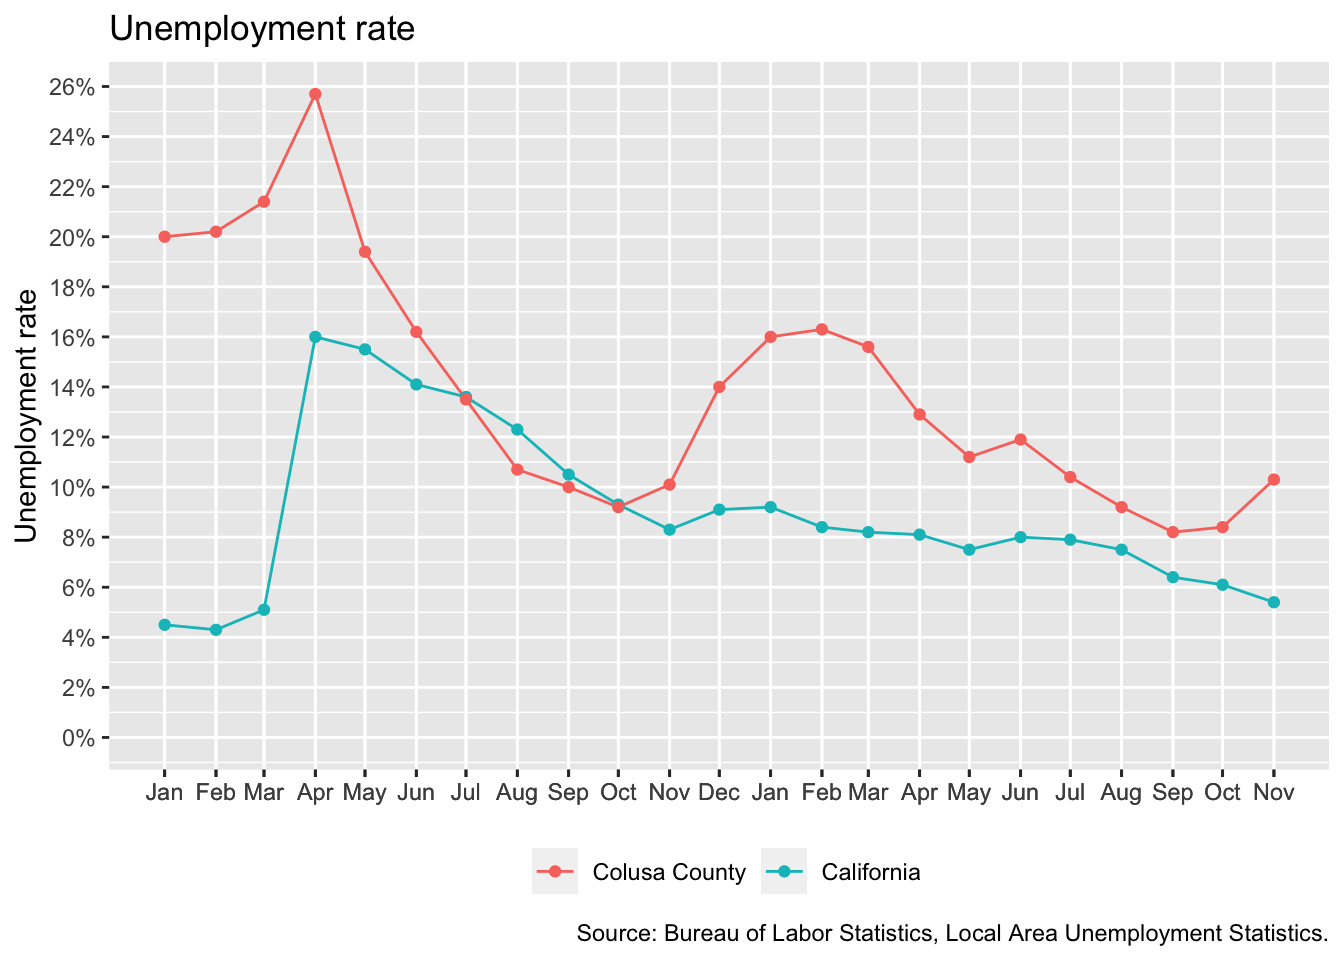 Unemployment rate
Unemployment rate
26%
24%
22%
20%
18%
16%
14%
12%
10%
8%
6%
4%
2%
0%
Jan Feb Mar Apr May Jun Jul Aug Sep Oct Nov Dec Jan Feb Mar Apr May Jun Jul Aug Sep Oct Nov
Colusa County California
Source: Bureau of Labor Statistics, Local Area Unemployment Statistics.